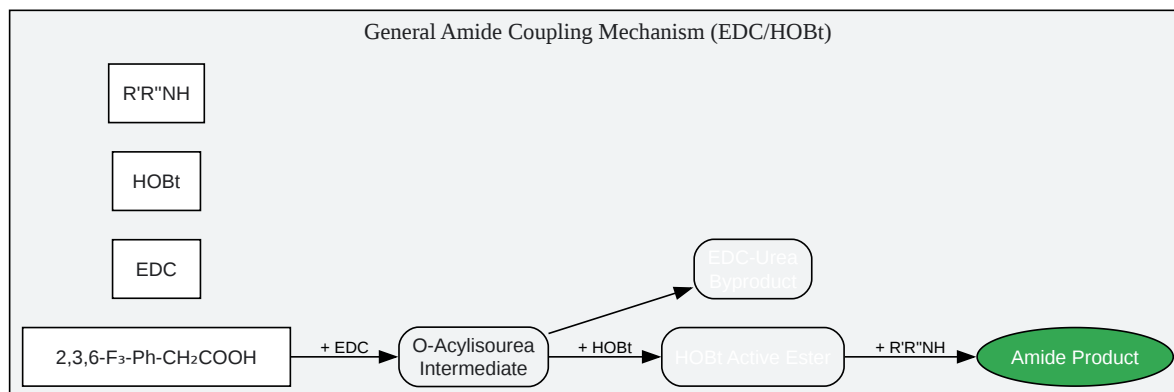 General Amide Coupling Mechanism (EDC/HOBt)
R'R"NH
HOBt
EDC
EDC-Urea
Byproduct
2,3,6-F₃-Ph-CH₂COOH
+ EDC
O-Acylisourea
Intermediate
+ HOBt
HOBt Active Ester
+ R'R"NH
Amide Product